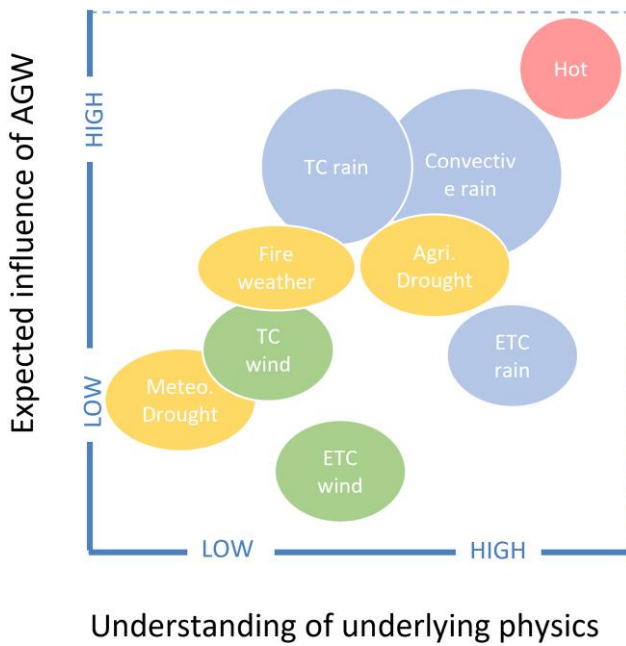 Expected influence of AGW
HIGH
LOW
Hot
TC rain
Convectiv
e rain
Fire
weather
Agri.
Drought
TC
wind
ETC
rain
Meteo.
Drought
ETC
wind
LOW
HIGH
Understanding of underlying physics